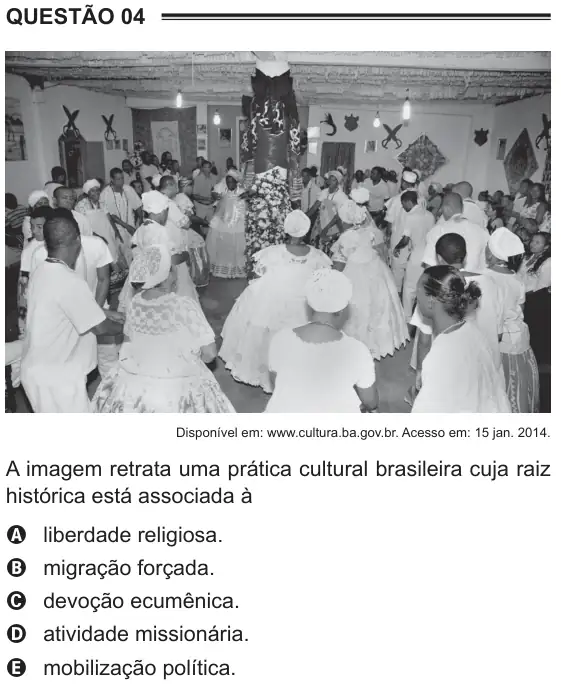 QUESTÃO 04
Disponível em: www.cultura.ba.gov.br. Acesso em: 15 jan. 2014.
A imagem retrata uma prática cultural brasileira cuja raiz
histórica está associada à
A liberdade religiosa.
B migração forçada.
C devoção ecumênica.
D atividade missionária.
E mobilização política.